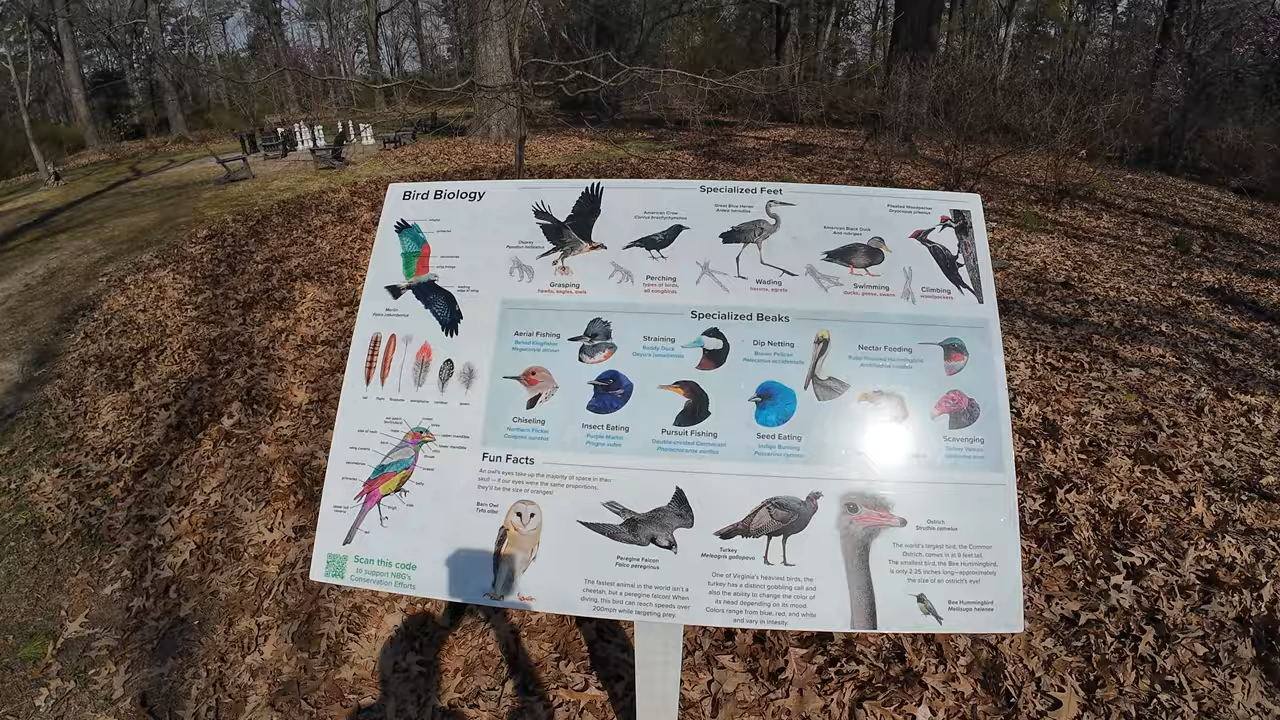 Bird Biology
Specialized Feet
Osprey
American Crow
Great Blue Heron
Ardea herodias
American Black Duck
Pileated Woodpecker
Grasping
hawks, eagles, owls
Perching
types of birds,
all songbirds
Wading
herons, egrets
Swimming
ducks, geese, swans
Climbing
woodpeckers
Specialized Beaks
Aerial Fishing
Belted Kingfisher
Straining
Ruddy Duck
Oxyura jamaicensis
Dip Netting
Brown Pelican
Pelecanus occidentalis
Nectar Feeding
Chiseling
Northern Flicker
Colaptes auratus
Insect Eating
Purple Martin
Progne subis
Pursuit Fishing
Double-crested Cormorant
Seed Eating
Indigo Bunting
Passerina cyanea
Scavenging
Turkey Vulture
Merlin
Fun Facts
An owl's eyes take up the majority of space in their
skull — if our eyes were the same proportions,
they'd be the size of oranges!
Barn Owl
Tyto alba
Peregrine Falcon
Falco peregrinus
The fastest animal in the world isn't a
cheetah, but a peregrine falcon! When
diving, this bird can reach speeds over
200mph while targeting prey.
Turkey
Meleagris gallopavo
One of Virginia's heaviest birds, the
turkey has a distinct gobbling call and
also the ability to change the color of
its head depending on its mood.
Colors range from blue, red, and white
and vary in intesity.
Ostrich
Struthio camelus
The world's largest bird, the Common
Ostrich, comes in at 9 feet tall.
The smallest bird, the Bee Hummingbird,
is only 2.25 inches long—approximately
the size of an ostrich's eye!
Bee Hummingbird
Mellisuga helenae
Scan this code
to support NBG's
Conservation Efforts